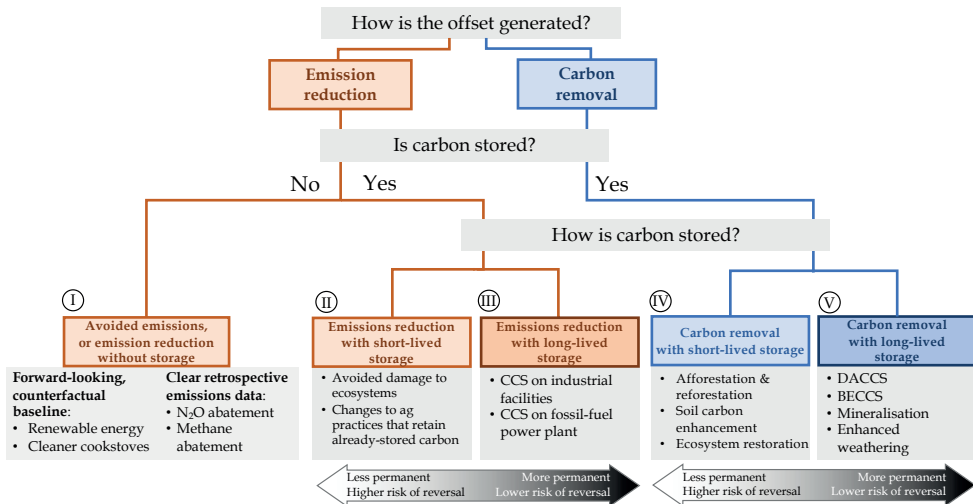 How is the offset generated?
Emission
reduction
Carbon
removal
Is carbon stored?
No
Yes
Yes
How is carbon stored?
I
Avoided emissions,
or emission reduction
without storage
Forward-looking,
counterfactual
baseline:
• Renewable energy
• Cleaner cookstoves
Clear retrospective
emissions data:
• N₂O abatement
• Methane
abatement
II
Emissions reduction
with short-lived
storage
• Avoided damage to
ecosystems
• Changes to ag
practices that retain
already-stored carbon
III
Emissions reduction
with long-lived
storage
• CCS on industrial
facilities
• CCS on fossil-fuel
power plant
IV
Carbon removal
with short-lived storage
• Afforestation &
reforestation
• Soil carbon
enhancement
• Ecosystem restoration
V
Carbon removal
with long-lived
storage
• DACCS
• BECCS
• Mineralisation
• Enhanced
weathering
Less permanent
Higher risk of reversal
More permanent
Lower risk of reversal
Less permanent
Higher risk of reversal
More permanent
Lower risk of reversal